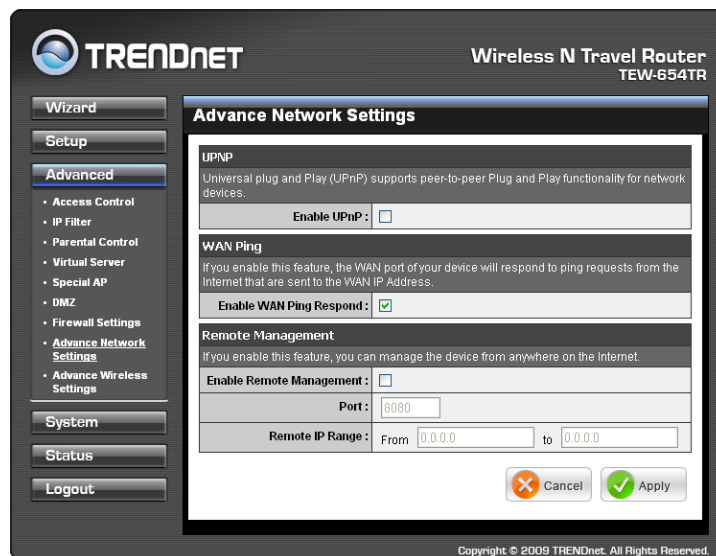 TRENDNET
Wireless N Travel Router
TEW-654TR
Wizard
Setup
Advanced
• Access Control
• IP Filter
• Parental Control
• Virtual Server
• Special AP
• DMZ
• Firewall Settings
• Advance Network
Settings
• Advance Wireless
Settings
System
Status
Logout
Advance Network Settings
UPNP
Universal plug and Play (UPnP) supports peer-to-peer Plug and Play functionality for network
devices.
Enable UPnP :
WAN Ping
If you enable this feature, the WAN port of your device will respond to ping requests from the
Internet that are sent to the WAN IP Address.
Enable WAN Ping Respond :
Remote Management
If you enable this feature, you can manage the device from anywhere on the Internet.
Enable Remote Management :
Port : 8080
Remote IP Range : From 0.0.0.0 to 0.0.0.0
Cancel Apply
Copyright © 2009 TRENDnet. All Rights Reserved.